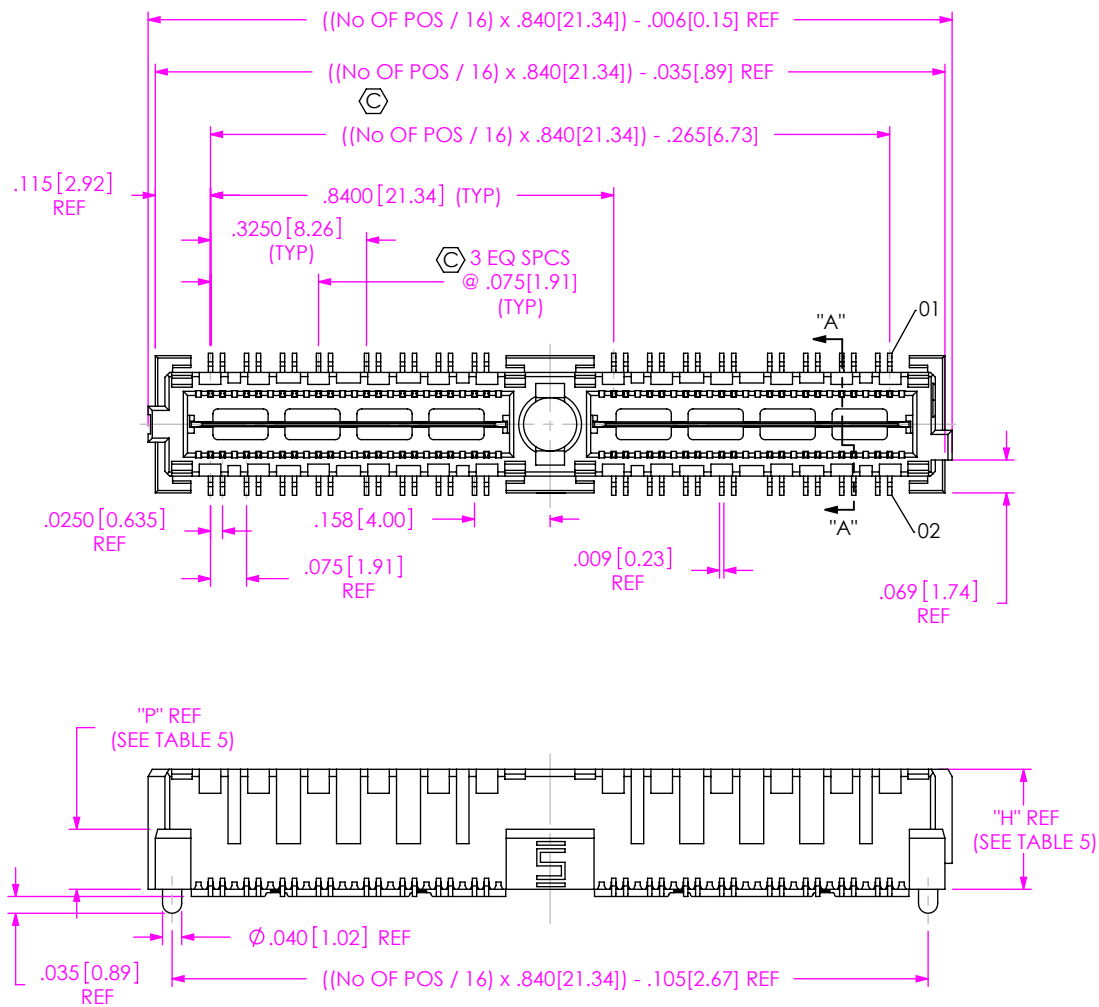 ((No OF POS / 16) x .840[21.34]) - .006[0.15] REF
((No OF POS / 16) x .840[21.34]) - .035[.89] REF
C
((No OF POS / 16) x .840[21.34]) - .265[6.73]
.115[2.92]
REF
.8400[21.34] (TYP)
.3250[8.26]
(TYP)
C 3 EQ SPCS
@ .075[1.91]
(TYP)
"A"
01
.0250[0.635]
REF
.158[4.00]
"A"
02
.075[1.91]
REF
.009[0.23]
REF
.069[1.74]
REF
"P" REF
(SEE TABLE 5)
"H" REF
(SEE TABLE 5)
Ø.040[1.02] REF
.035[0.89]
REF
((No OF POS / 16) x .840[21.34]) - .105[2.67] REF